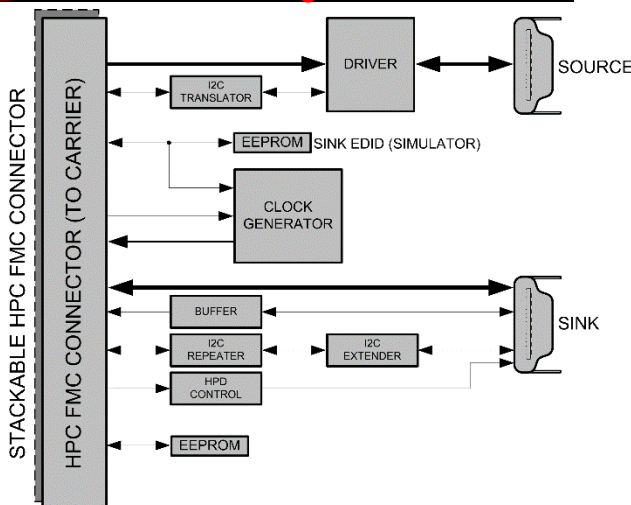 STACKABLE HPC FMC CONNECTOR
HPC FMC CONNECTOR (TO CARRIER)
DRIVER
SOURCE
I2C
TRANSLATOR
EEPROM
SINK EDID (SIMULATOR)
CLOCK
GENERATOR
BUFFER
SINK
I2C
REPEATER
I2C
EXTENDER
HPD
CONTROL
EEPROM